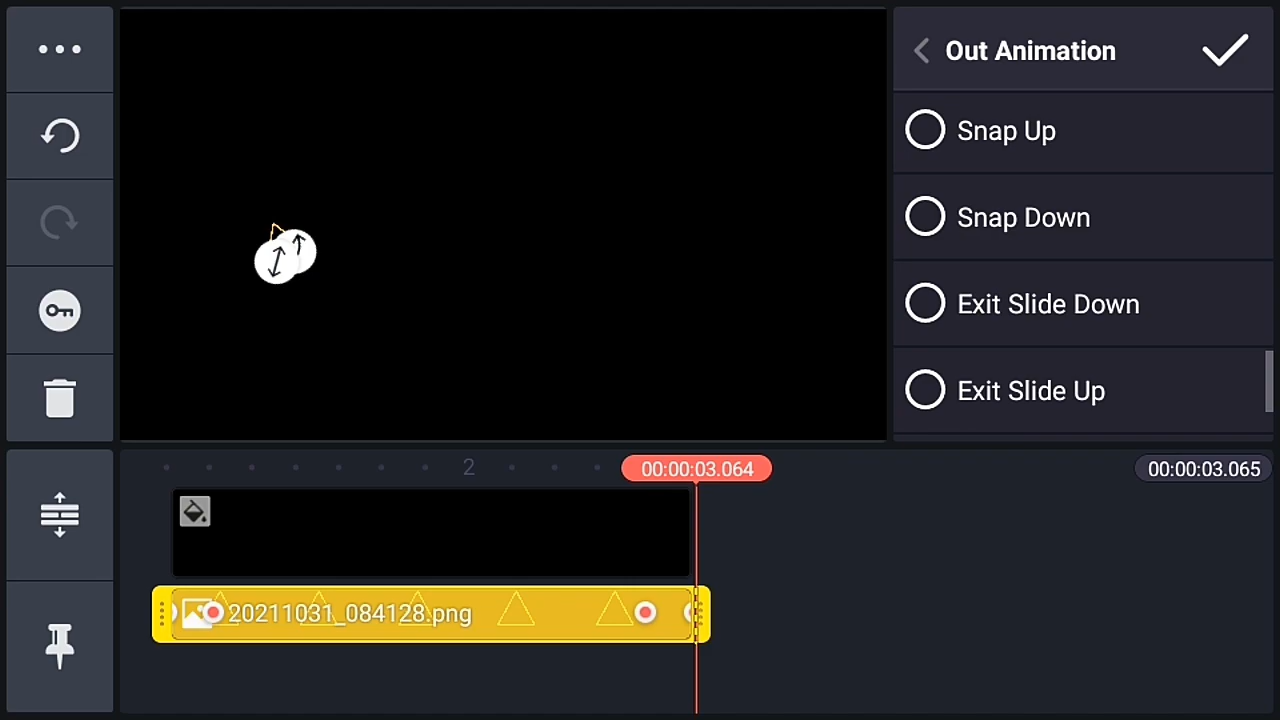 Out Animation
Snap Up
Snap Down
Exit Slide Down
Exit Slide Up
2
00:00:03.064
00:00:03.065
20211031_084128.png